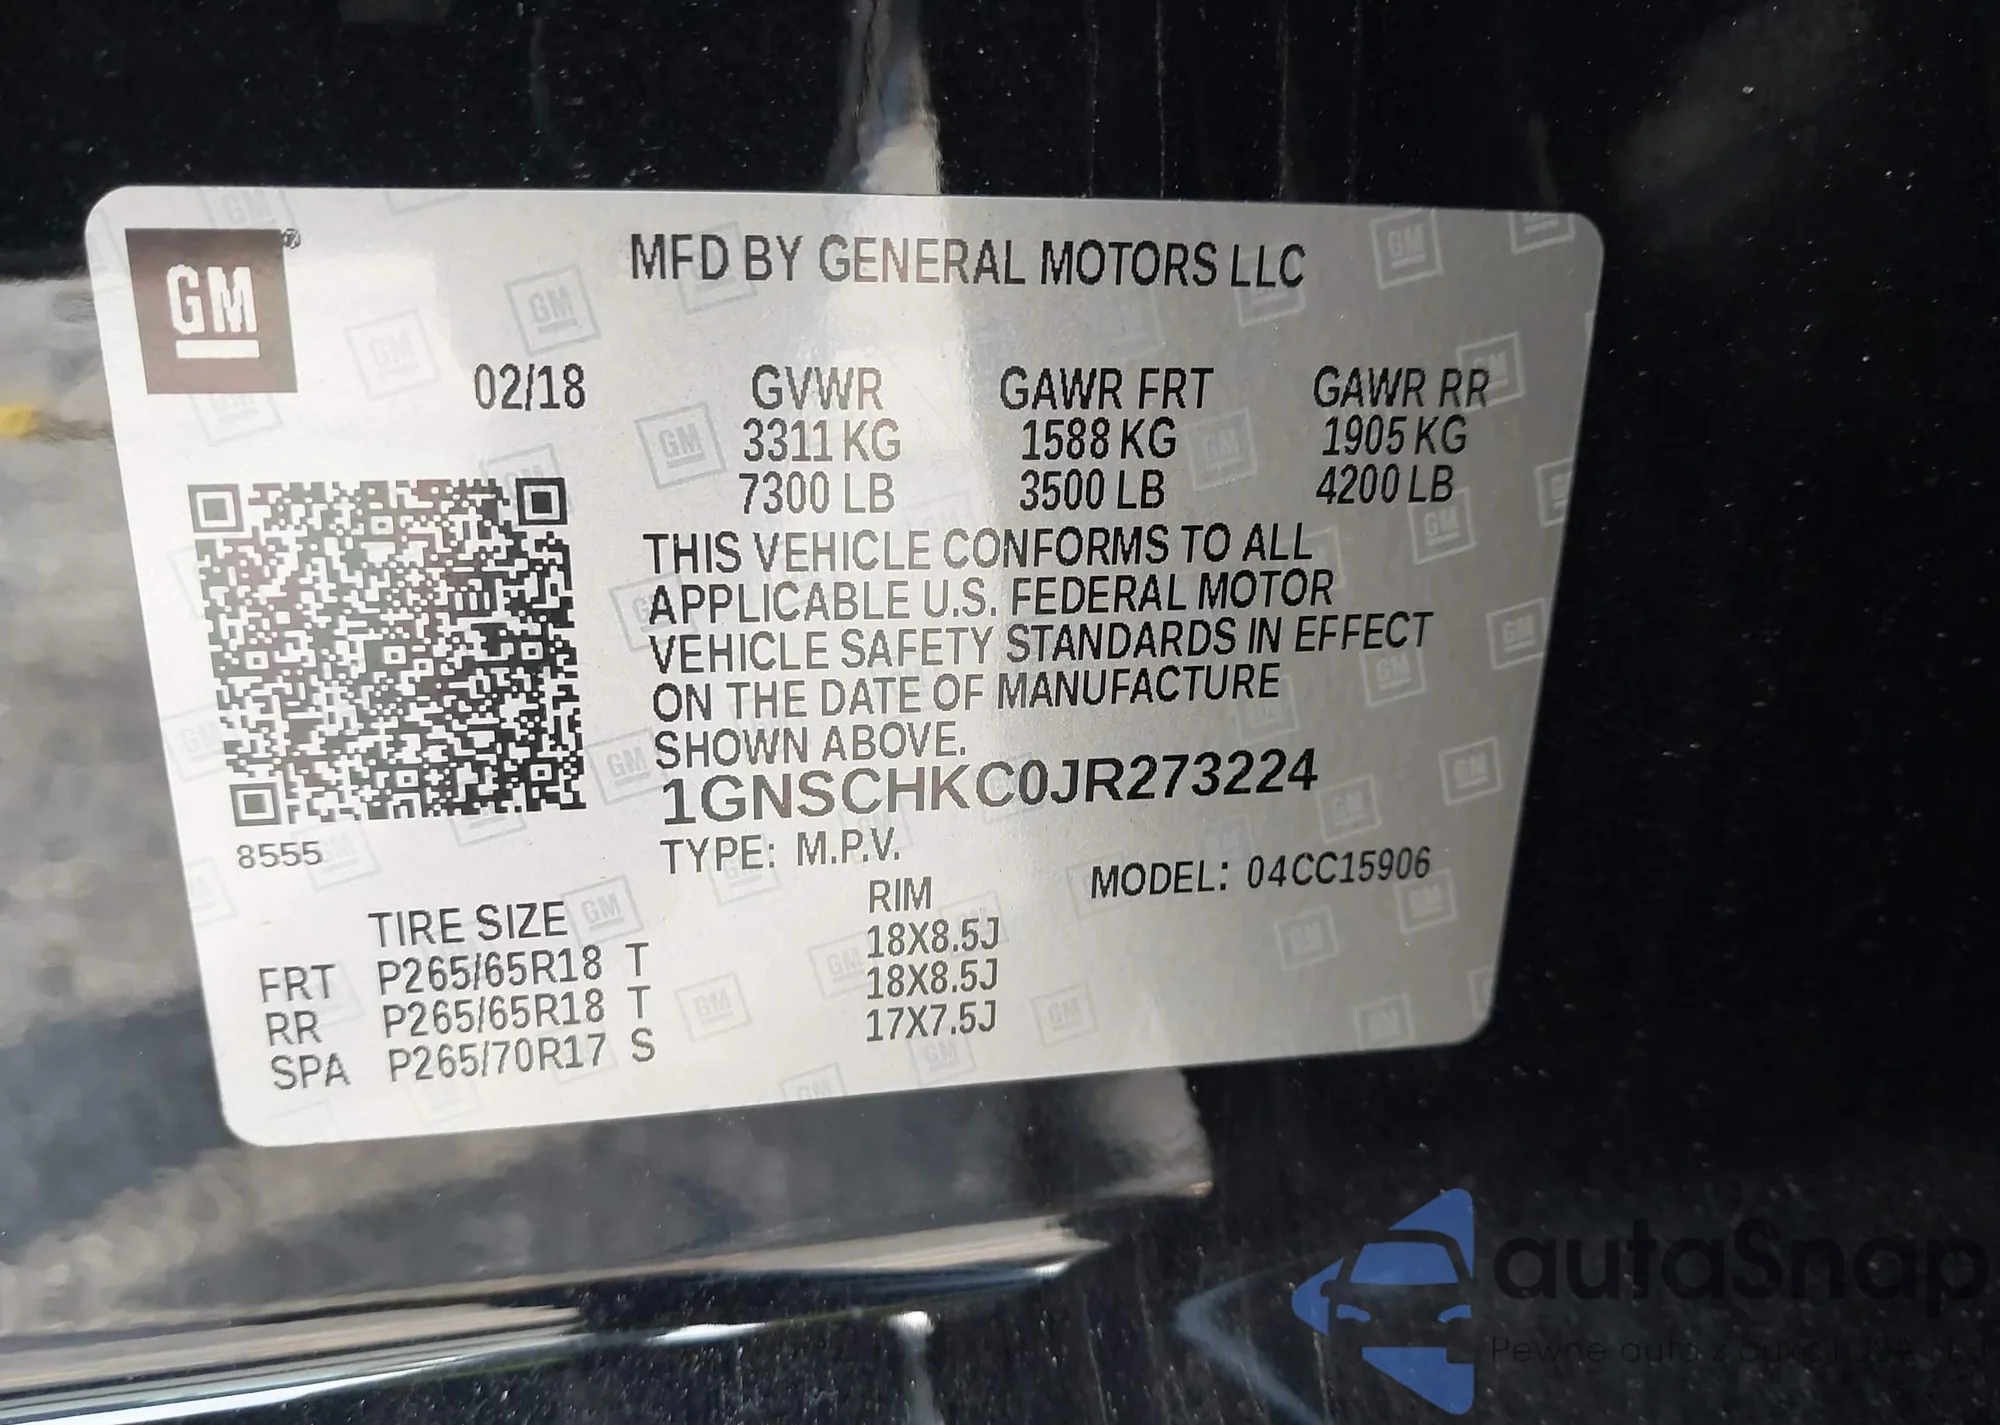 GM
MFD BY GENERAL MOTORS LLC
02/18 GVWR GAWR FRT GAWR RR
3311 KG 1588 KG 1905 KG
7300 LB 3500 LB 4200 LB
THIS VEHICLE CONFORMS TO ALL
APPLICABLE U.S. FEDERAL MOTOR
VEHICLE SAFETY STANDARDS IN EFFECT
ON THE DATE OF MANUFACTURE
SHOWN ABOVE.
1GNSCHKC0JR273224
8555
TYPE: M.P.V. MODEL: 04CC15906
TIRE SIZE RIM
FRT P265/65R18 T 18X8.5J
RR P265/65R18 T 18X8.5J
SPA P265/70R17 S 17X7.5J
autaSnap
Pewne auto z